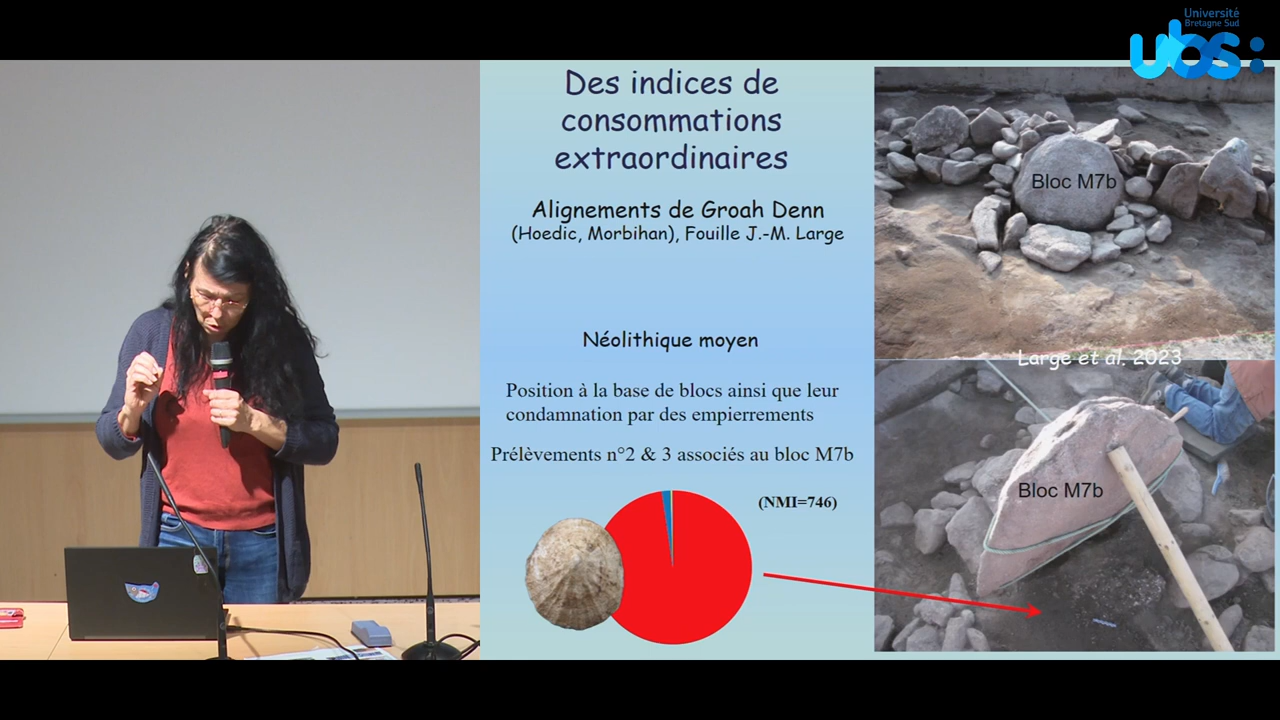 Université
Bretagne Sud
ubs:
Des indices de
consommations
extraordinaires
Alignements de Groah Denn
(Hoedic, Morbihan), Fouille J.-M. Large
Néolithique moyen
Position à la base de blocs ainsi que leur
condamnation par des empierrements
Prélèvements n°2 & 3 associés au bloc M7b
(NMI=746)
Bloc M7b
Large et al. 2023
Bloc M7b